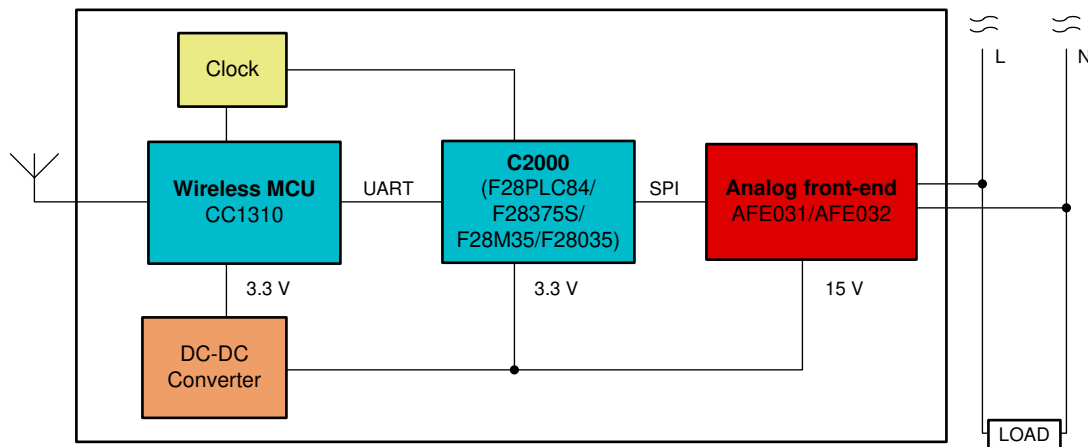 Clock
L
N
Wireless MCU
CC1310
UART
C2000
(F28PLC84/
F28375S/
F28M35/F28035)
SPI
Analog front-end
AFE031/AFE032
3.3 V
3.3 V
15 V
DC-DC
Converter
LOAD